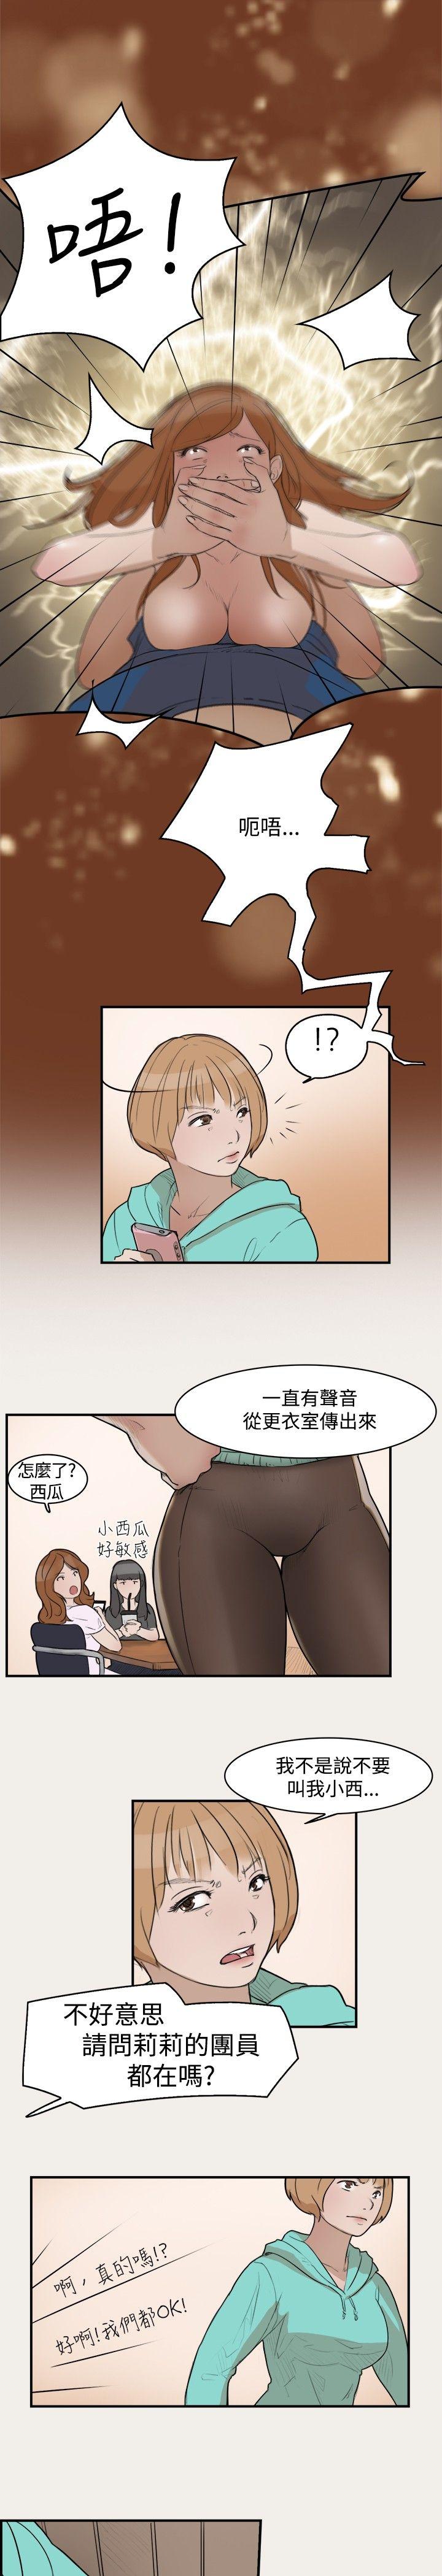 唔!
呃唔...
!?
一直有聲音
從更衣室傳出來
怎麼了?
西瓜
小西瓜
好敏感
我不是說不要
叫我小西...
不好意思
請問莉莉的團員
都在嗎?
啊，真的嗎!?
好啊!我們都OK!